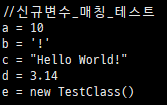 //신규변수_매칭_테스트
a = 10
b = '!'
c = "Hello World!"
d = 3.14
e = new TestClass()